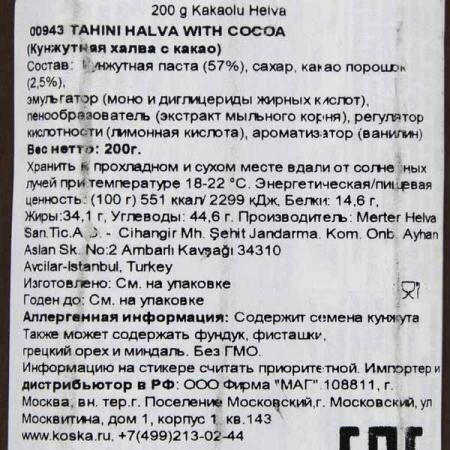 200 g Kakaolu Helva
00943 TAHINI HALVA WITH COCOA
(Кунжутная халва с какао)
Состав: Кунжутная паста (57%), сахар, какао порошок
(2,5%),
эмульгатор (моно и диглицериды жирных кислот),
пенообразователь (экстракт мыльного корня), регулятор
кислотности (лимонная кислота), ароматизатор (ванилин)
Вес нетто: 200г.
Хранить в прохладном и сухом месте вдали от солнечных
лучей при температуре 18-22 °C. Энергетическая/пищевая
ценность: (100 г) 551 ккал/ 2299 кДж, Белки: 14,6 г,
Жиры:34,1 г, Углеводы: 44,6 г. Производитель: Merter Helva
San.Tic.A.S. - Cihangir Mh. Şehit Jandarma. Kom. Onb. Ayhan
Aslan Sk. No:2 Ambarlı Kavşağı 34310
Avcilar-Istanbul, Turkey
Изготовлено: См. на упаковке
Годен до: См. на упаковке
Аллергенная информация: Содержит семена кунжута
Также может содержать фундук, фисташки,
грецкий орех и миндаль. Без ГМО.
Информацию на стикере считать приоритетной. Импортер и
дистрибьютор в РФ: ООО Фирма "МАГ" 108811, г.
Москва, вн. тер.г. Поселение Московский,г. Московский, ул
Москвитина, дом 1, корпус 1, кв.143
www.koska.ru, +7(499)213-02-44